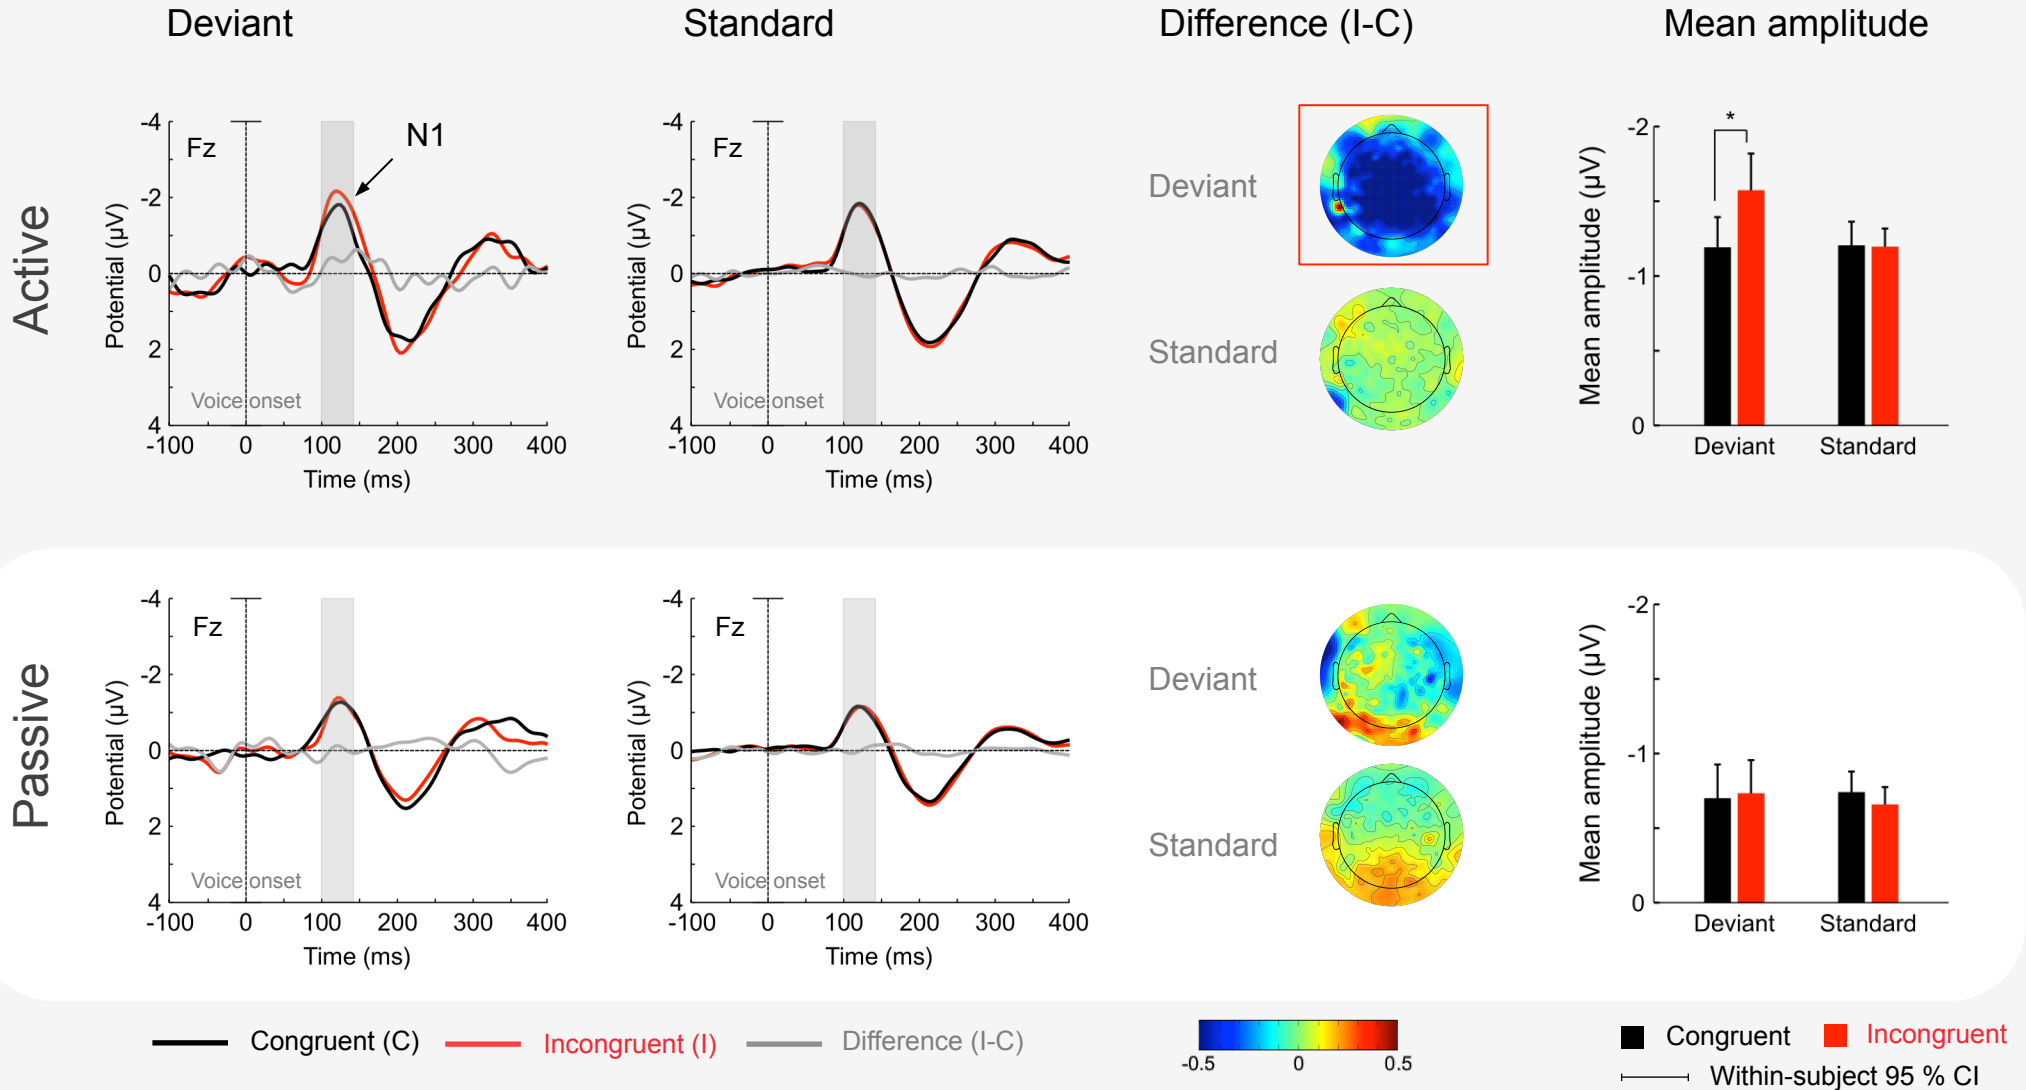 Deviant
Standard
Difference (I-C)
Mean amplitude
Active
-4
-2
0
2
4
Potential (µV)
Fz
N1
Voice onset
-100 0 100 200 300 400
Time (ms)
-4
-2
0
2
4
Potential (µV)
Fz
Voice onset
-100 0 100 200 300 400
Time (ms)
Deviant
Standard
-2
-1
0
Mean amplitude (µV)
*
Deviant Standard
Passive
-4
-2
0
2
4
Potential (µV)
Fz
Voice onset
-100 0 100 200 300 400
Time (ms)
-4
-2
0
2
4
Potential (µV)
Fz
Voice onset
-100 0 100 200 300 400
Time (ms)
Deviant
Standard
-2
-1
0
Mean amplitude (µV)
Deviant Standard
Congruent (C) Incongruent (I) Difference (I-C)
-0.5 0 0.5
Congruent Incongruent
Within-subject 95 % CI